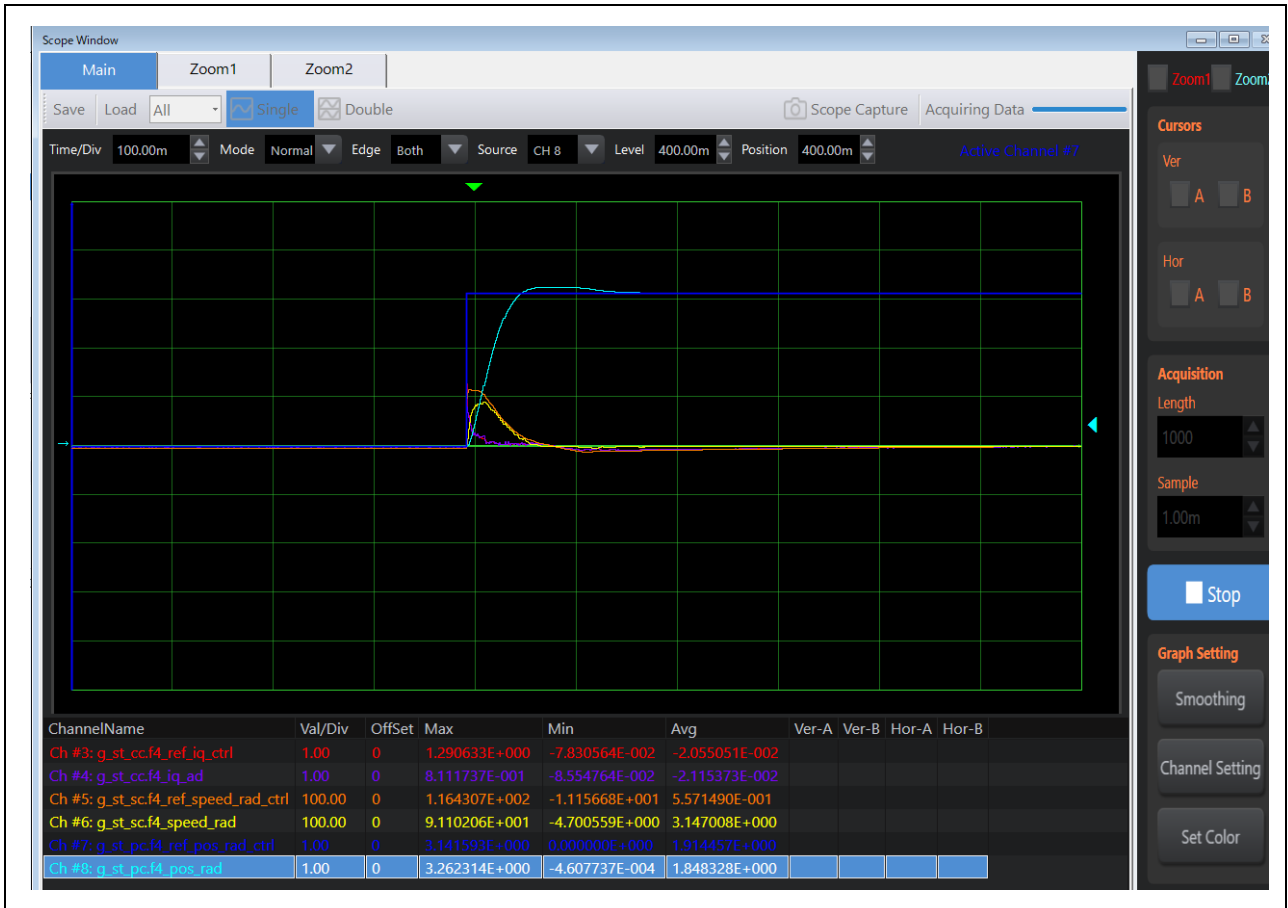 Scope Window
Main Zoom1 Zoom2
Zoom1 Zoom
Save Load All Single Double Scope Capture Acquiring Data
Time/Div 100.00m Mode Normal Edge Both Source CH 8 Level 400.00m Position 400.00m Active Channel #7
Cursors
Ver
A B
Hor
A B
Acquisition
Length
1000
Sample
1.00m
Stop
Graph Setting
Smoothing
Channel Setting
Set Color
ChannelName Val/Div OffSet Max Min Avg Ver-A Ver-B Hor-A Hor-B
Ch #3: g_st_cc.f4_ref_iq_ctrl 1.00 0 1.290633E+000 -7.830564E-002 -2.055051E-002
Ch #4: g_st_cc.f4_iq_ad 1.00 0 8.111737E-001 -8.554764E-002 -2.115373E-002
Ch #5: g_st_sc.f4_ref_speed_rad_ctrl 100.00 0 1.164307E+002 -1.115668E+001 5.571490E-001
Ch #6: g_st_sc.f4_speed_rad 100.00 0 9.110206E+001 -4.700559E+000 3.147008E+000
Ch #7: g_st_pc.f4_ref_pos_rad_ctrl 1.00 0 3.141593E+000 0.000000E+000 1.914457E+000
Ch #8: g_st_pc.f4_pos_rad 1.00 0 3.262314E+000 -4.607737E-004 1.848328E+000